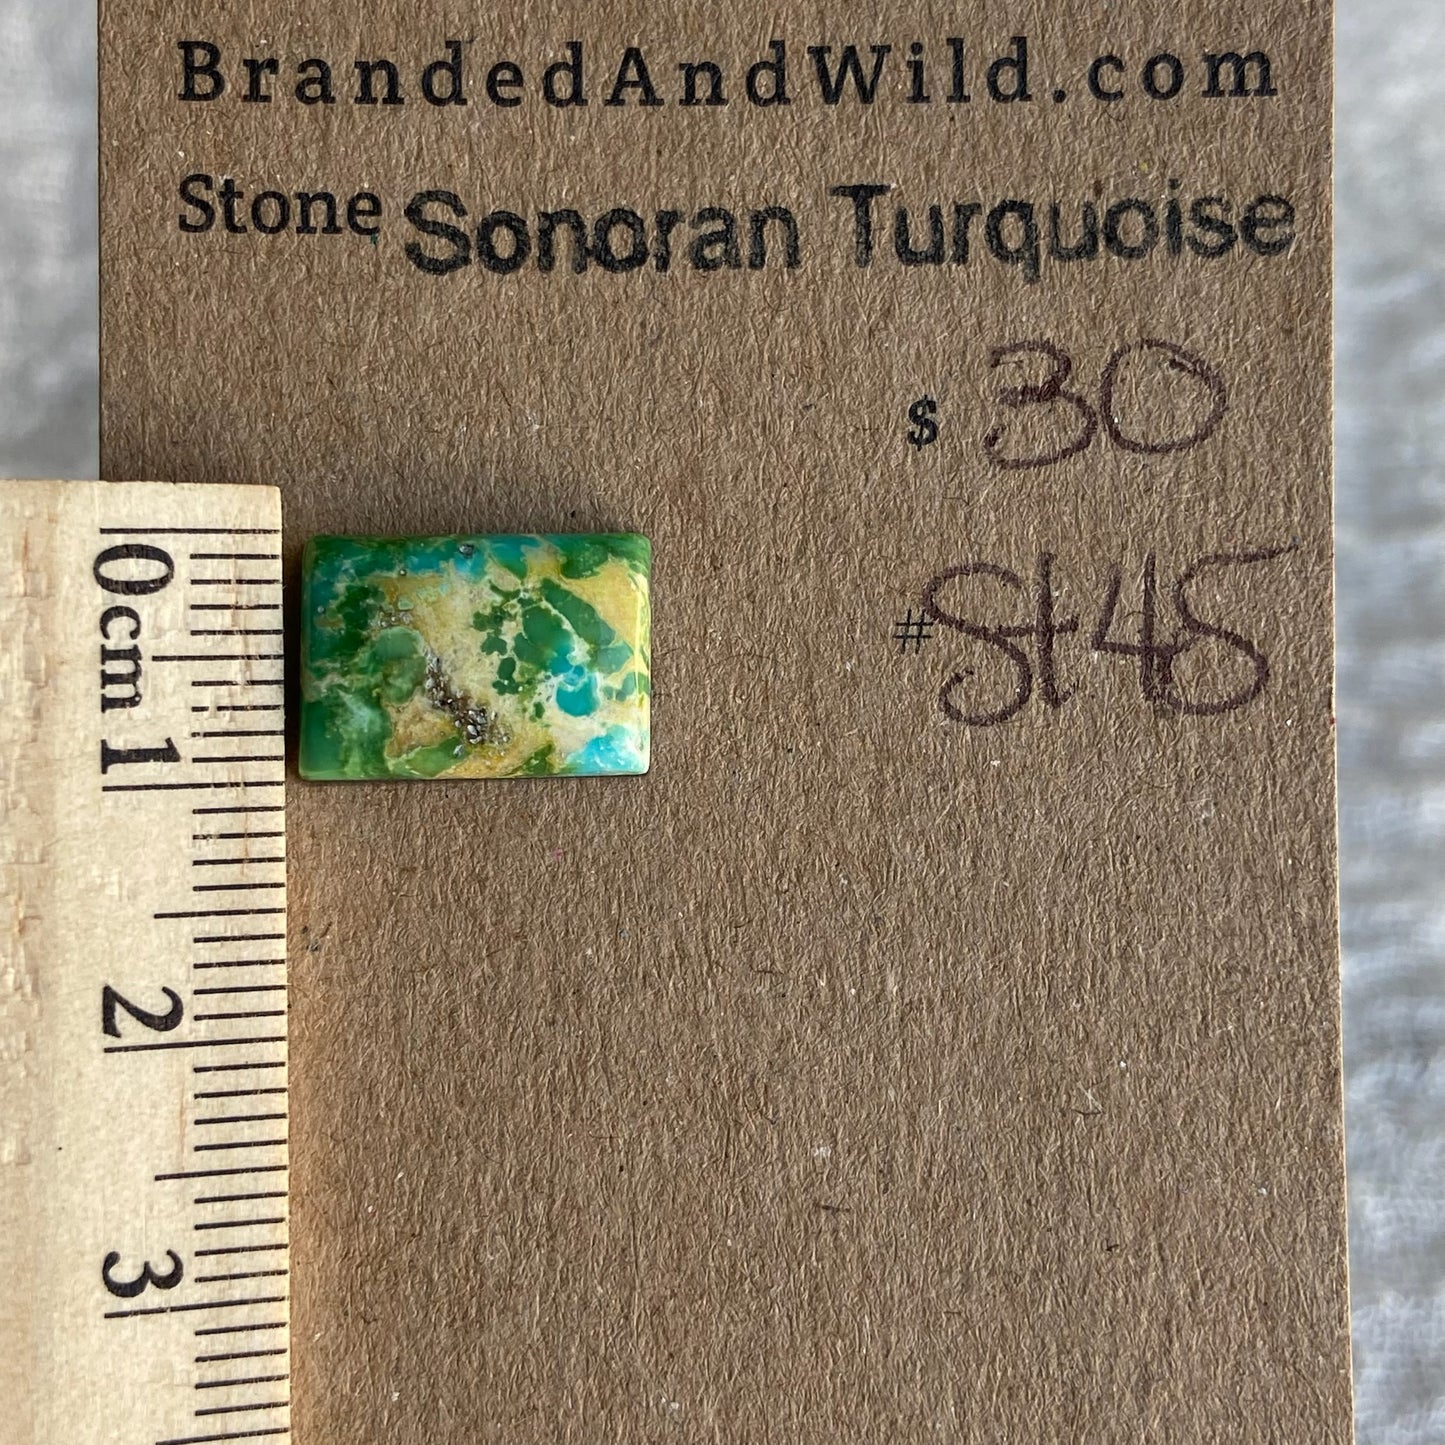 BrandedAndWild.com
Stone Sonoran Turquoise
$ 30
# St45
0cm 1
2
3